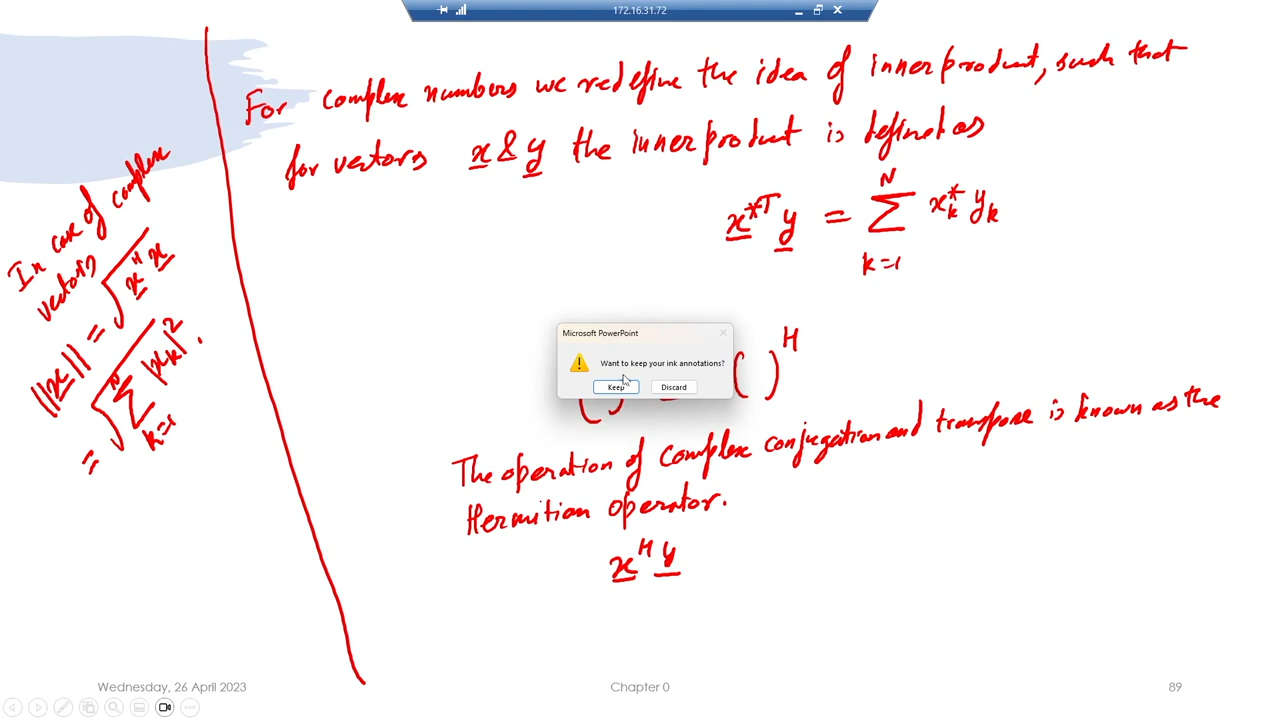 172.16.31.72
For complex numbers we redefine the idea of inner product, such that
for vectors x & y the inner product is defined as
x*T y = Σ k=1 N x*k yk
In case of complex
vectors
||x|| = √ xH x
= √ Σ k=1 N |xk|2 .
Microsoft PowerPoint
Want to keep your ink annotations?
Keep
Discard
( )H
The operation of Complex conjugation and transpose is known as the
Hermition operator.
xH y
Wednesday, 26 April 2023
Chapter 0
89